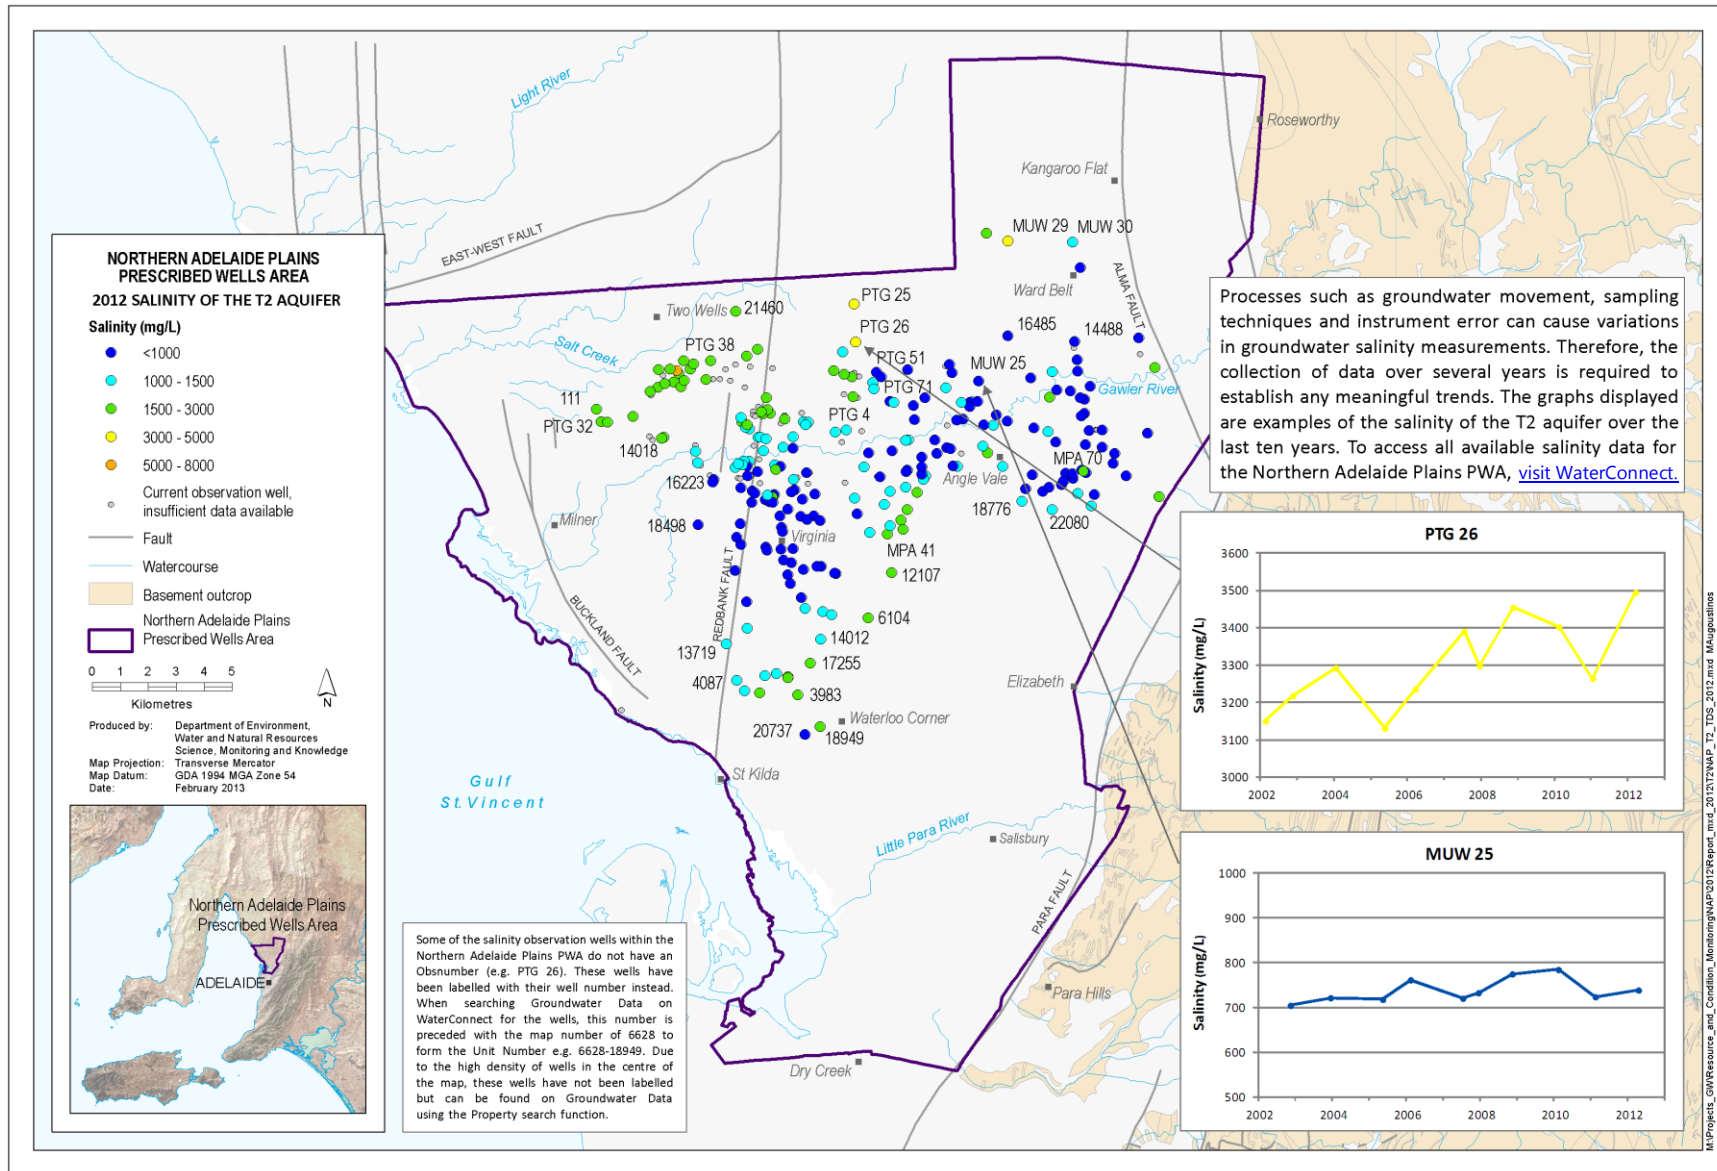 NORTHERN ADELAIDE PLAINS
PRESCRIBED WELLS AREA
2012 SALINITY OF THE T2 AQUIFER
Salinity (mg/L)
<1000
1000 - 1500
1500 - 3000
3000 - 5000
5000 - 8000
Current observation well,
insufficient data available
Fault
Watercourse
Basement outcrop
Northern Adelaide Plains
Prescribed Wells Area
0 1 2 3 4 5
Kilometres
N
Produced by: Department of Environment,
Water and Natural Resources
Science, Monitoring and Knowledge
Map Projection: Transverse Mercator
Map Datum: GDA 1994 MGA Zone 54
Date: February 2013
Northern Adelaide Plains
Prescribed Wells Area
ADELAIDE
Light River
EAST-WEST FAULT
Roseworthy
Kangaroo Flat
MUW 29
MUW 30
ALMA FAULT
Ward Belt
PTG 25
Two Wells
21460
PTG 26
16485
14488
Salt Creek
PTG 38
PTG 51
MUW 25
PTG 71
Gawler River
111
PTG 32
PTG 4
14018
MPA 70
Angle Vale
16223
18776
22080
Milner
18498
Virginia
MPA 41
12107
REDBANK FAULT
BUCKLAND FAULT
6104
14012
13719
17255
4087
3983
Elizabeth
Waterloo Corner
20737
18949
St Kilda
Gulf
St. Vincent
Little Para River
Salisbury
PARA FAULT
Para Hills
Dry Creek
Some of the salinity observation wells within the
Northern Adelaide Plains PWA do not have an
Obsnumber (e.g. PTG 26). These wells have
been labelled with their well number instead.
When searching Groundwater Data on
WaterConnect for the wells, this number is
preceded with the map number of 6628 to
form the Unit Number e.g. 6628-18949. Due
to the high density of wells in the centre of
the map, these wells have not been labelled
but can be found on Groundwater Data
using the Property search function.
Processes such as groundwater movement, sampling
techniques and instrument error can cause variations
in groundwater salinity measurements. Therefore, the
collection of data over several years is required to
establish any meaningful trends. The graphs displayed
are examples of the salinity of the T2 aquifer over the
last ten years. To access all available salinity data for
the Northern Adelaide Plains PWA, visit WaterConnect.
PTG 26
Salinity (mg/L)
3600
3500
3400
3300
3200
3100
3000
2002 2004 2006 2008 2010 2012
MUW 25
Salinity (mg/L)
1000
900
800
700
600
500
2002 2004 2006 2008 2010 2012
M:\Projects_GW\Resource_and_Condition_Monitoring\NAP\2012\Report_mxd_2012\T2\NAP_T2_TDS_2012.mxd MAugoustinos